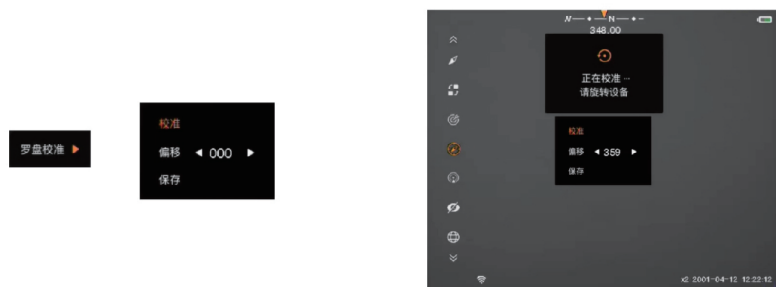 罗盘校准
校准
偏移 ◀ 000 ▶
保存
N
348.00
正在校准 ···
请旋转设备
校准
偏移 ◀ 359 ▶
保存
x2 2001-04-12 12:22:12